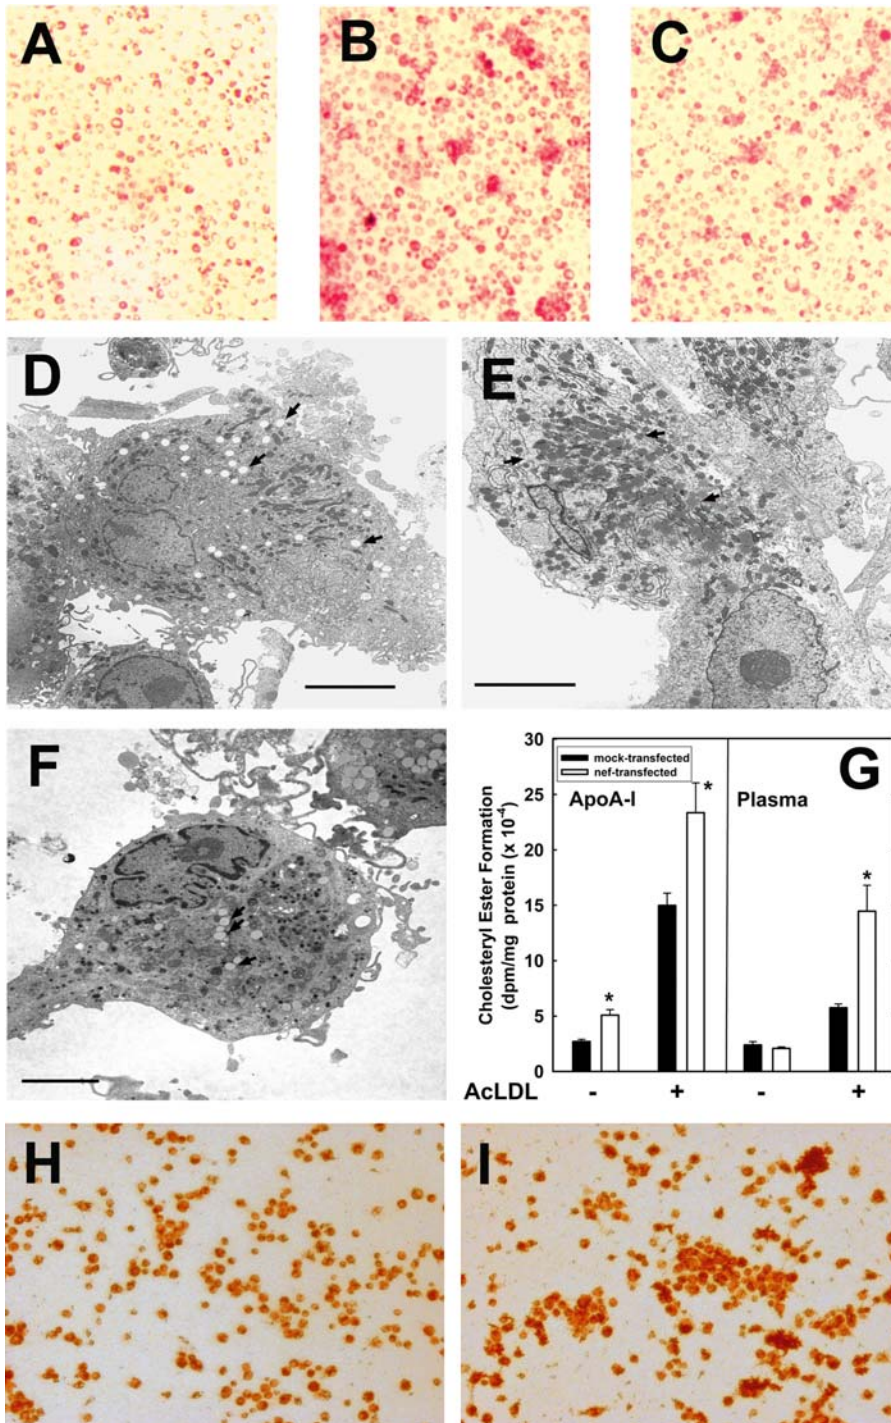 A
B
C
D
E
F
G
30
25
20
15
10
5
0
Cholesteryl Ester Formation
(dpm/mg protein (x 10⁻⁴)
mock-transfected
nef-transfected
ApoA-I
Plasma
*
*
*
AcLDL - + - +
H
I